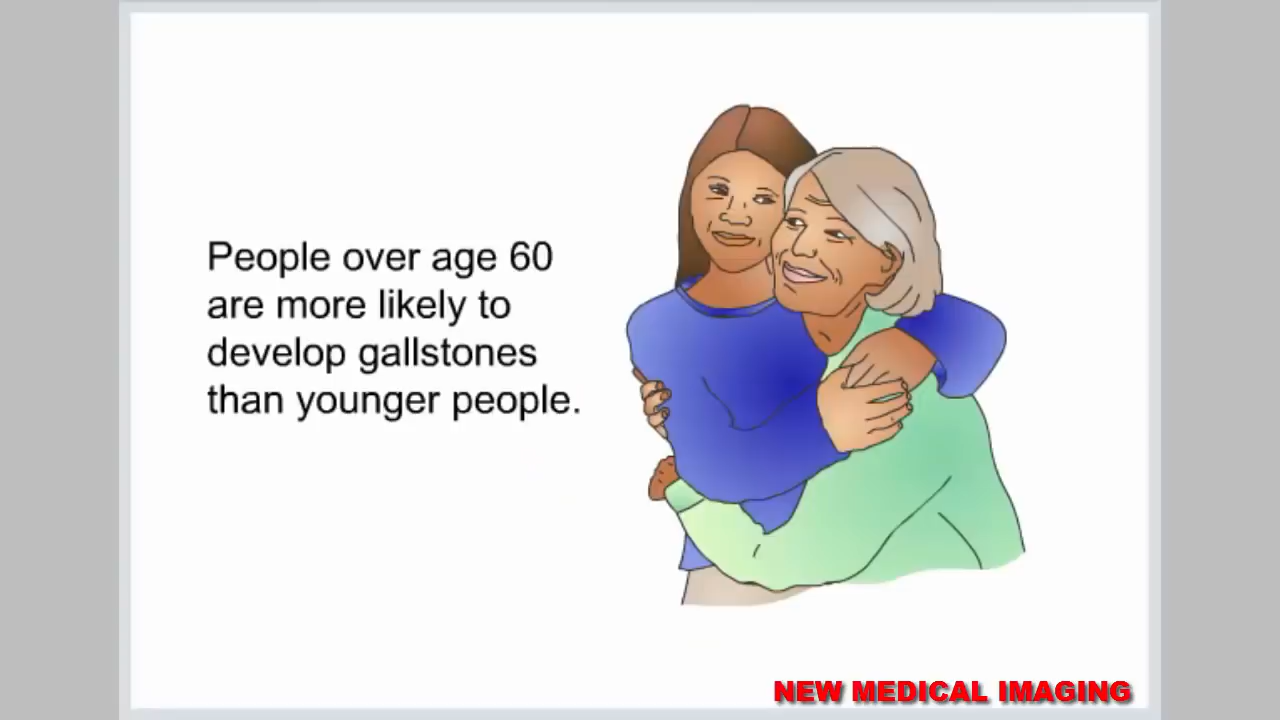 People over age 60
are more likely to
develop gallstones
than younger people.
NEW MEDICAL IMAGING